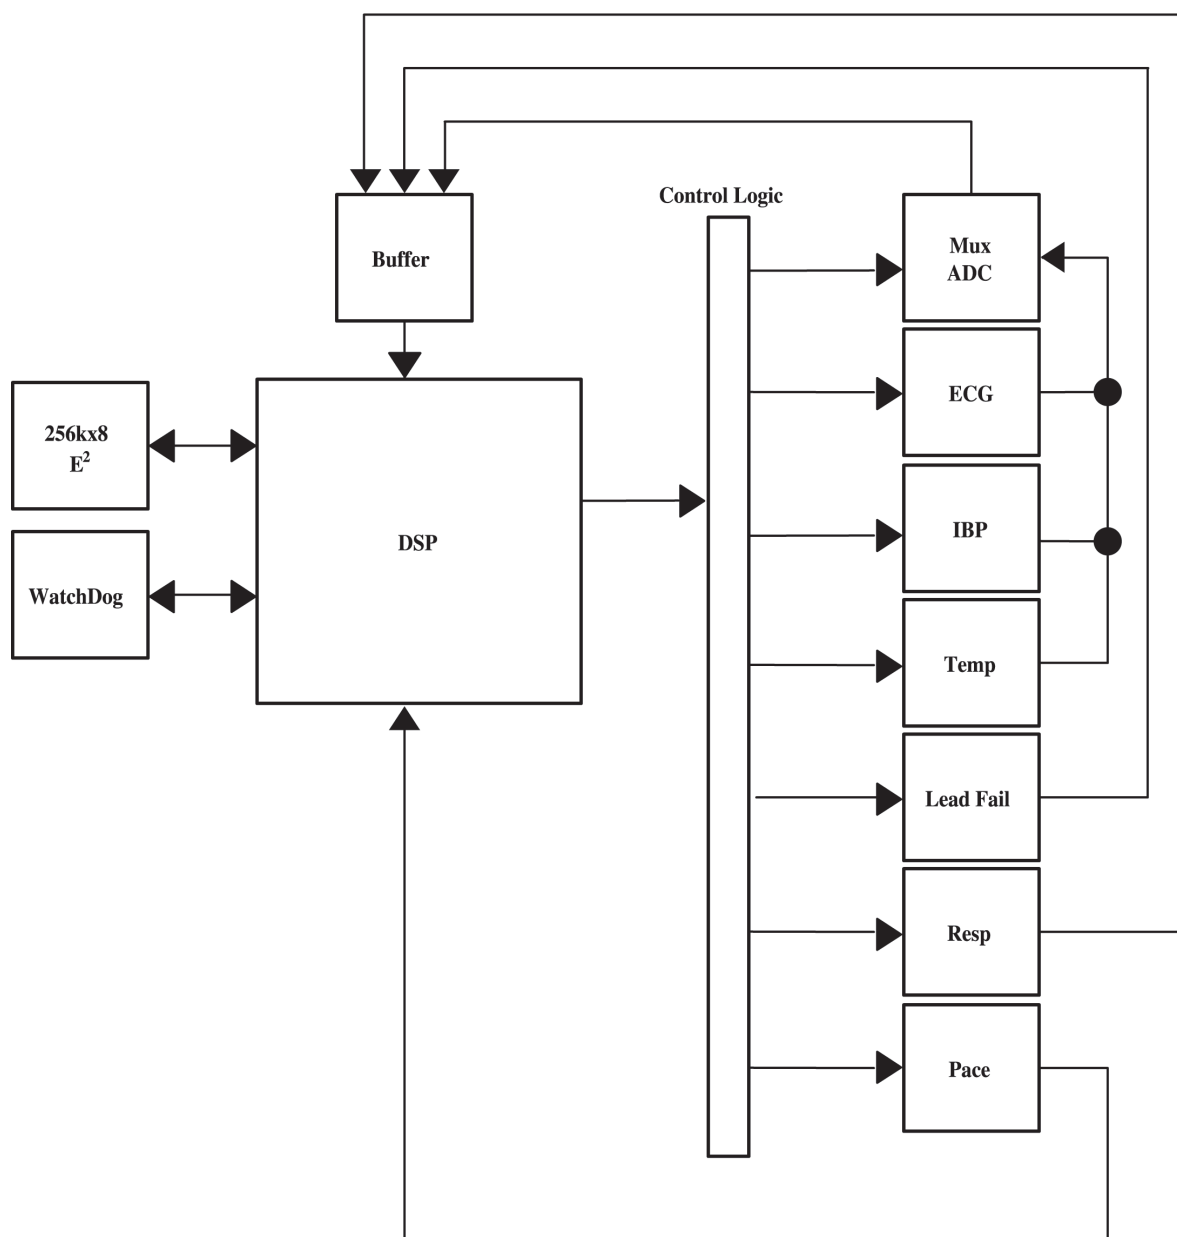 Control Logic
Buffer
Mux
ADC
ECG
256kx8
E²
DSP
IBP
WatchDog
Temp
Lead Fail
Resp
Pace